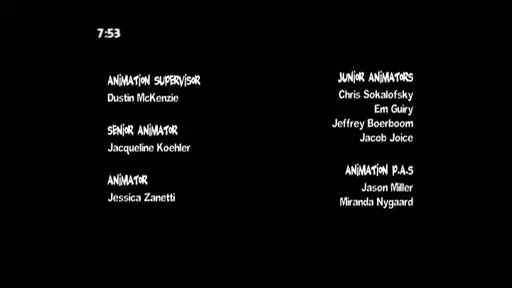 7:53
ANIMATION SUPERVISOR
Dustin McKenzie
SENIOR ANIMATOR
Jacqueline Koehler
ANIMATOR
Jessica Zanetti
JUNIOR ANIMATORS
Chris Sokalofsky
Em Guiry
Jeffrey Boerboom
Jacob Joice
ANIMATION P.A.S
Jason Miller
Miranda Nygaard